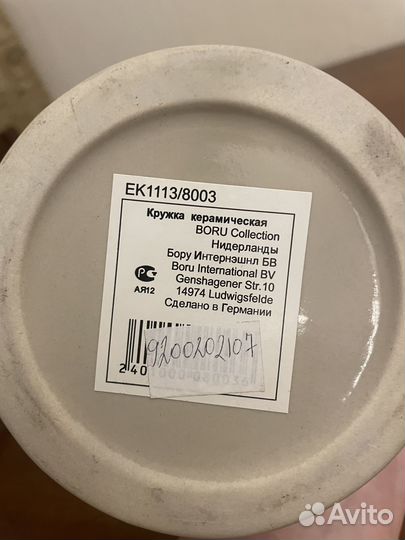 EK1113/8003
Кружка керамическая
BORU Collection
Нидерланды
Бору Интернэшнл БВ
Boru International BV
Genshagener Str.10
14974 Ludwigsfelde
Сделано в Германии
АЯ12
9200202107
Avito